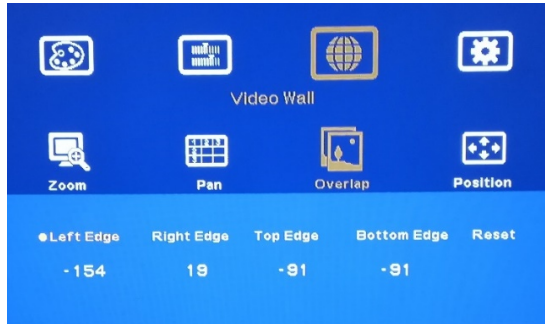 Video Wall
Zoom Pan Overlap Position
Left Edge Right Edge Top Edge Bottom Edge Reset
-154 19 -91 -91